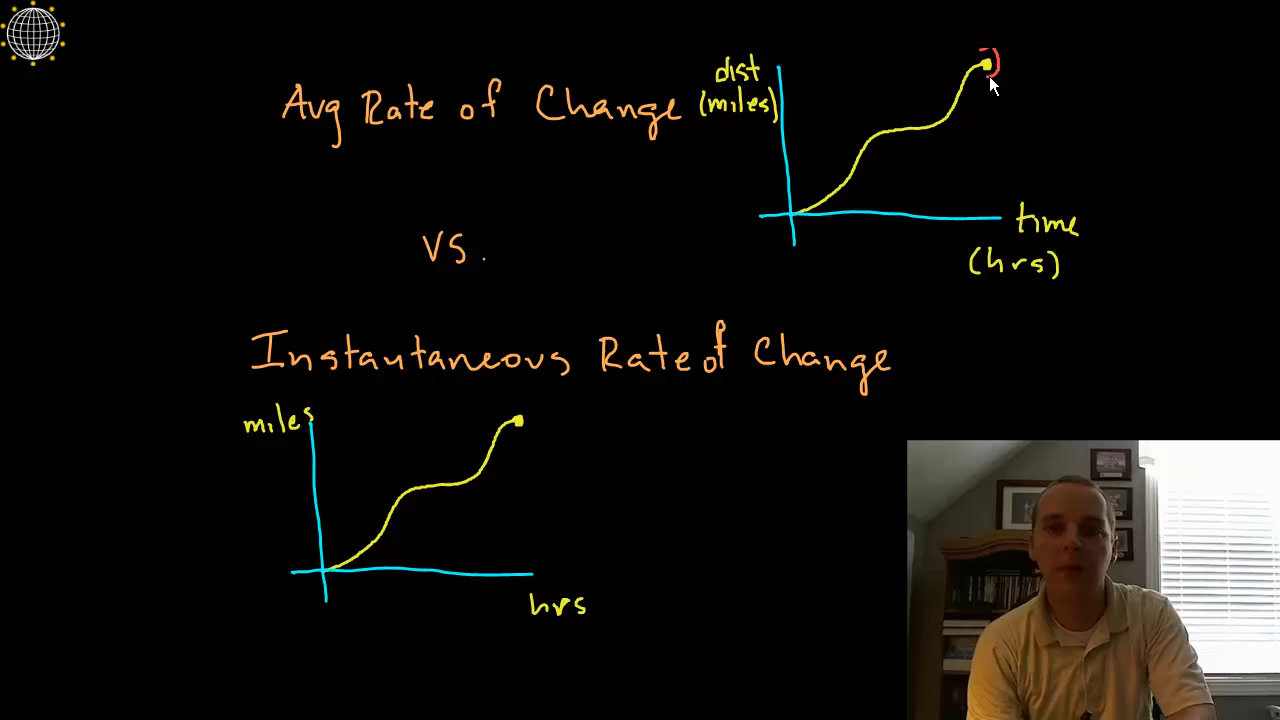 Avg Rate of Change
dist
(miles)
time
(hrs)
vs.
Instantaneous Rate of Change
miles
hrs